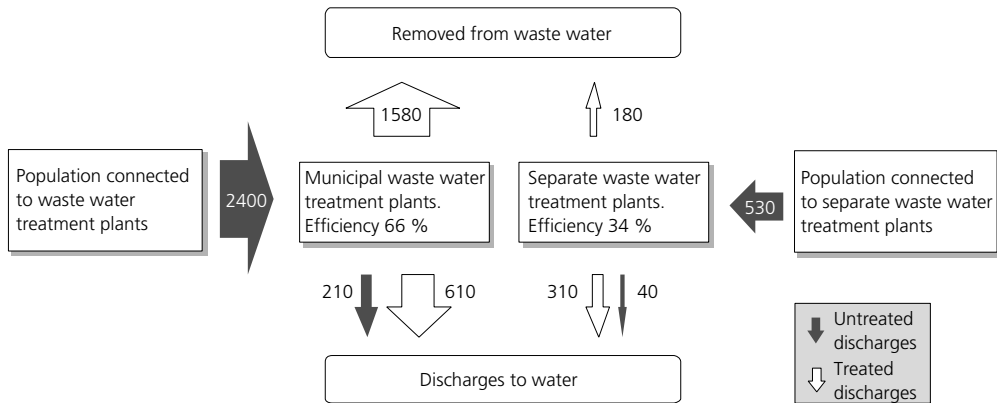 Removed from waste water
1580
180
Population connected
to waste water
treatment plants
2400
Municipal waste water
treatment plants.
Efficiency 66 %
Separate waste water
treatment plants.
Efficiency 34 %
530
Population connected
to separate waste water
treatment plants
210
610
310
40
Discharges to water
Untreated
discharges
Treated
discharges